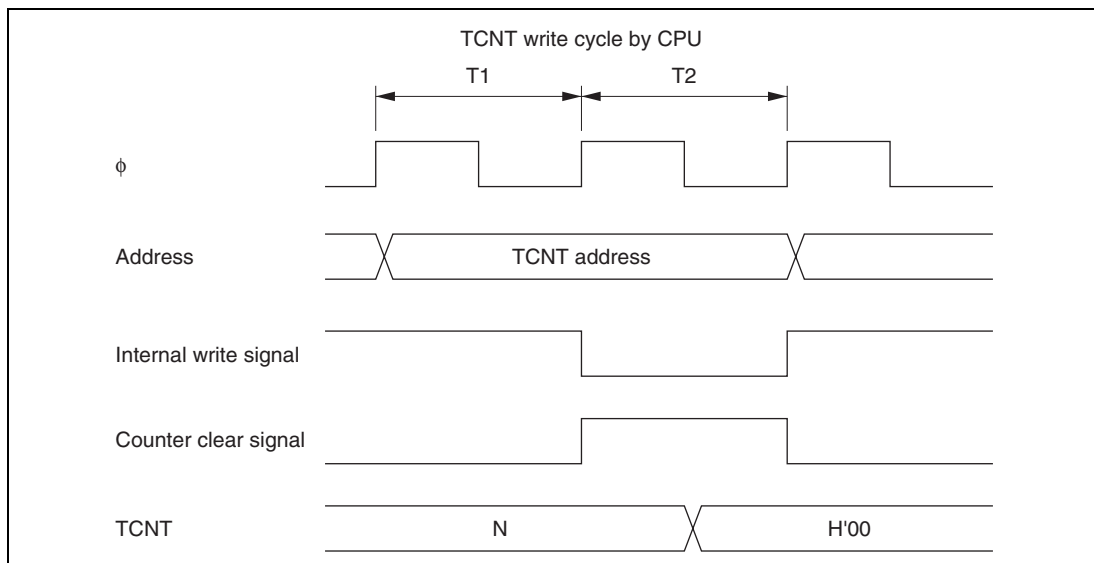 TCNT write cycle by CPU
T1 T2
ϕ
Address TCNT address
Internal write signal
Counter clear signal
TCNT N H'00